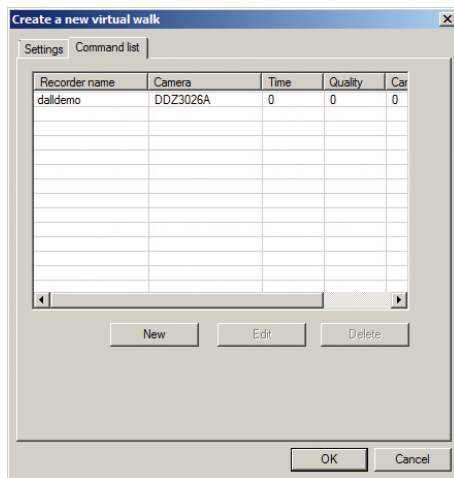 Create a new virtual walk
Settings Command list
Recorder name Camera Time Quality Car
dalldemo DDZ3026A 0 0 0
New Edit Delete
OK Cancel